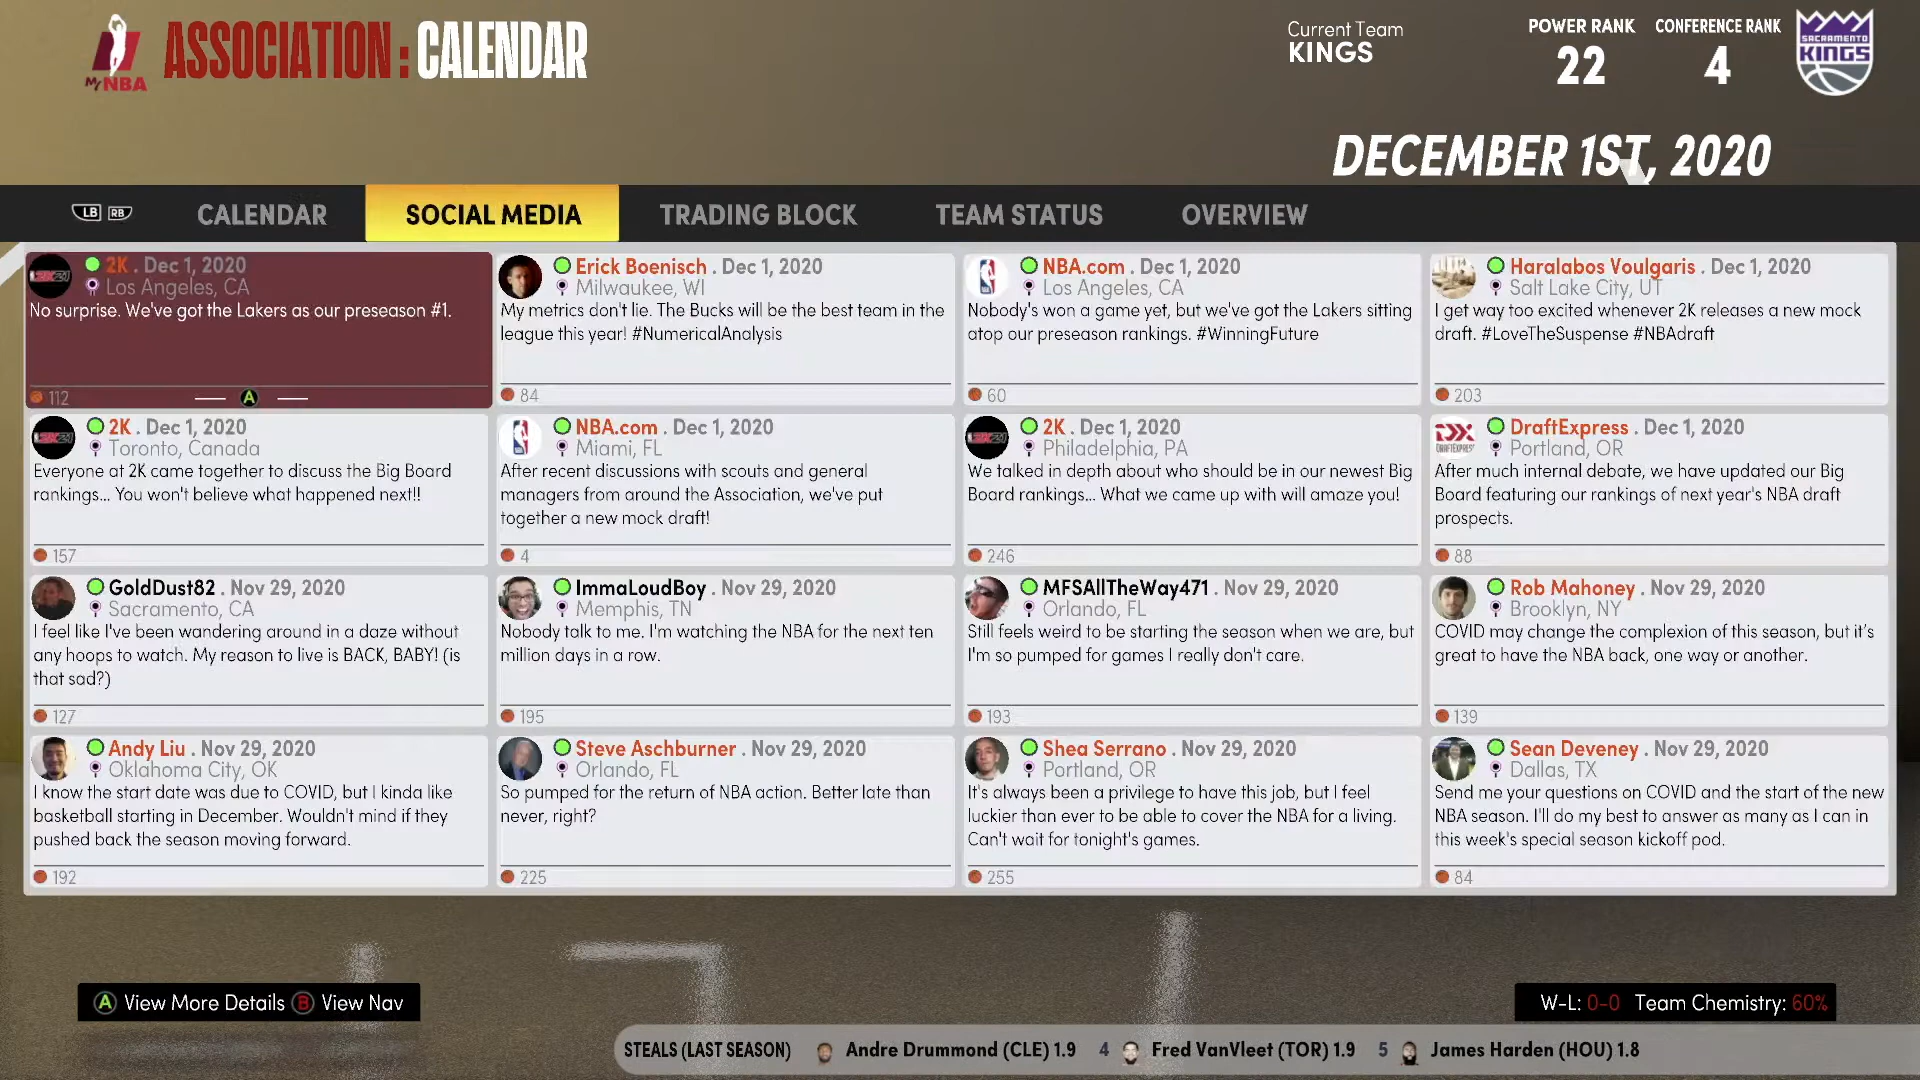 My NBA
ASSOCIATION : CALENDAR
Current Team
KINGS
POWER RANK
22
CONFERENCE RANK
4
SACRAMENTO
KINGS
DECEMBER 1ST, 2020
LB RB
CALENDAR
SOCIAL MEDIA
TRADING BLOCK
TEAM STATUS
OVERVIEW
2K21
2K . Dec 1, 2020
Los Angeles, CA
No surprise. We've got the Lakers as our preseason #1.
112
A
Erick Boenisch . Dec 1, 2020
Milwaukee, WI
My metrics don't lie. The Bucks will be the best team in the
league this year! #NumericalAnalysis
84
NBA.com . Dec 1, 2020
Los Angeles, CA
Nobody's won a game yet, but we've got the Lakers sitting
atop our preseason rankings. #WinningFuture
60
Haralabos Voulgaris . Dec 1, 2020
Salt Lake City, UT
I get way too excited whenever 2K releases a new mock
draft. #LoveTheSuspense #NBAdraft
203
2K21
2K . Dec 1, 2020
Toronto, Canada
Everyone at 2K came together to discuss the Big Board
rankings... You won't believe what happened next!!
157
NBA.com . Dec 1, 2020
Miami, FL
After recent discussions with scouts and general
managers from around the Association, we've put
together a new mock draft!
4
2K21
2K . Dec 1, 2020
Philadelphia, PA
We talked in depth about who should be in our newest Big
Board rankings... What we came up with will amaze you!
246
DX
DRAFTEXPRESS
DraftExpress . Dec 1, 2020
Portland, OR
After much internal debate, we have updated our Big
Board featuring our rankings of next year's NBA draft
prospects.
88
GoldDust82 . Nov 29, 2020
Sacramento, CA
I feel like I've been wandering around in a daze without
any hoops to watch. My reason to live is BACK, BABY! (is
that sad?)
127
ImmaLoudBoy . Nov 29, 2020
Memphis, TN
Nobody talk to me. I'm watching the NBA for the next ten
million days in a row.
195
MFSAllTheWay471 . Nov 29, 2020
Orlando, FL
Still feels weird to be starting the season when we are, but
I'm so pumped for games I really don't care.
193
Rob Mahoney . Nov 29, 2020
Brooklyn, NY
COVID may change the complexion of this season, but it's
great to have the NBA back, one way or another.
139
Andy Liu . Nov 29, 2020
Oklahoma City, OK
I know the start date was due to COVID, but I kinda like
basketball starting in December. Wouldn't mind if they
pushed back the season moving forward.
192
Steve Aschburner . Nov 29, 2020
Orlando, FL
So pumped for the return of NBA action. Better late than
never, right?
225
Shea Serrano . Nov 29, 2020
Portland, OR
It's always been a privilege to have this job, but I feel
luckier than ever to be able to cover the NBA for a living.
Can't wait for tonight's games.
255
Sean Deveney . Nov 29, 2020
Dallas, TX
Send me your questions on COVID and the start of the new
NBA season. I'll do my best to answer as many as I can in
this week's special season kickoff pod.
84
A View More Details B View Nav
W-L: 0-0 Team Chemistry: 60%
STEALS (LAST SEASON) Andre Drummond (CLE) 1.9 4 Fred VanVleet (TOR) 1.9 5 James Harden (HOU) 1.8